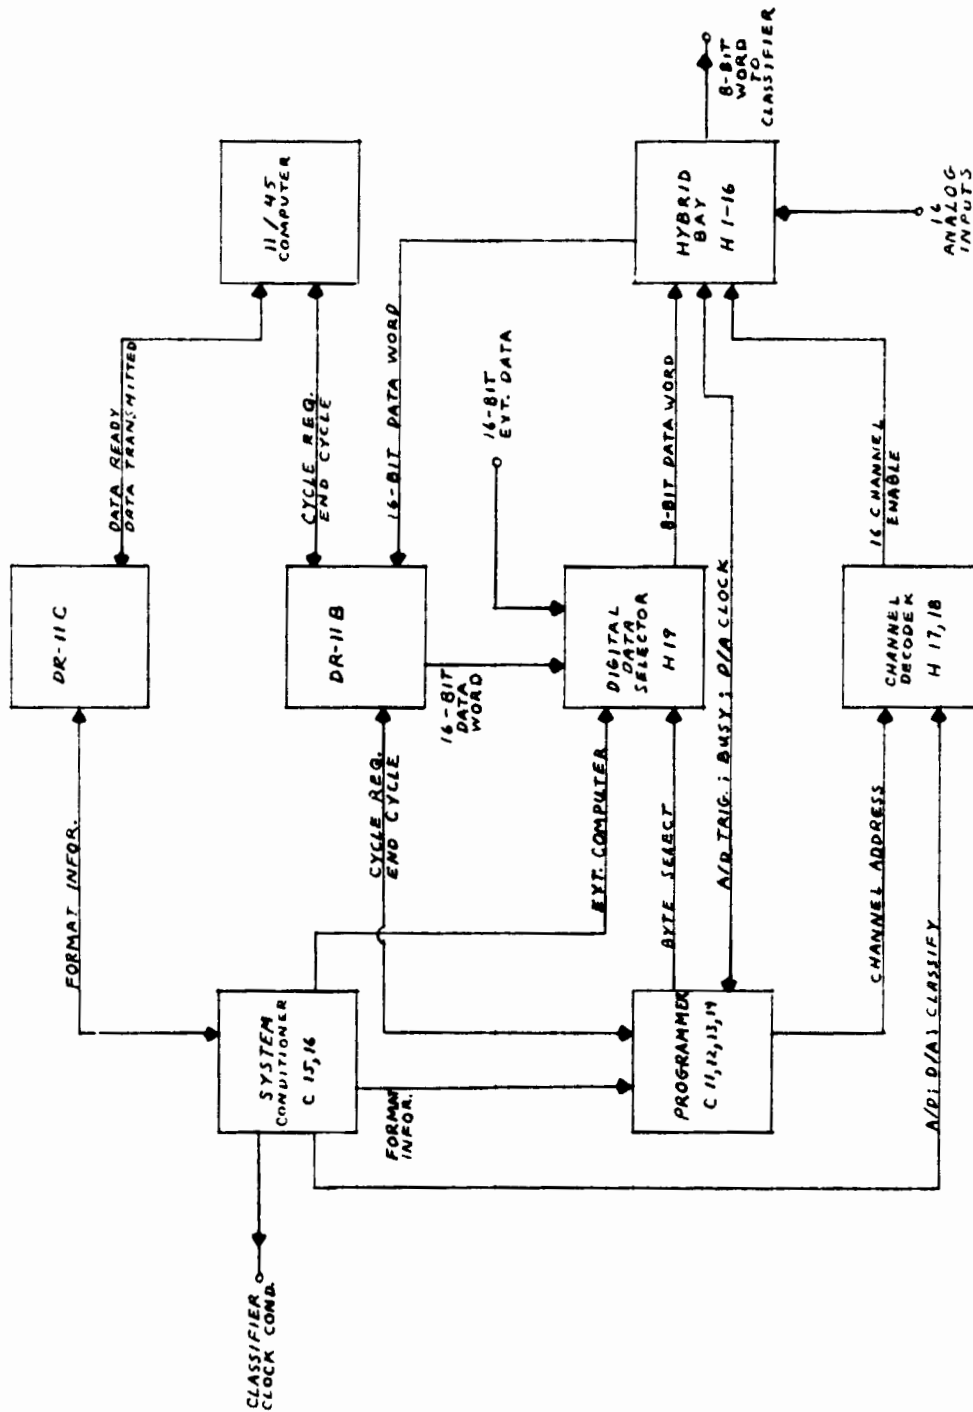 CLASSIFIER
CLOCK COND.
SYSTEM
CONDITIONER
C 15,16
FORMAT INFOR.
FORMAT
INFOR.
DR-11C
DATA READY
DATA TRANSMITTED
11/45
COMPUTER
CYCLE REQ.
END CYCLE
DR-11B
CYCLE REQ.
END CYCLE
16-BIT DATA WORD
16-BIT
DATA
WORD
16-BIT
EXT. DATA
EXT. COMPUTER
DIGITAL
DATA
SELECTOR
H19
8-BIT DATA WORD
BYTE SELECT
PROGRAMMER
C 11,12,13,14
A/D TRIG.; BUSY; D/A CLOCK
HYBRID
BAY
H 1-16
8-BIT
WORD
TO
CLASSIFIER
16
ANALOG
INPUTS
16 CHANNEL
ENABLE
CHANNEL
DECODER
H 17,18
CHANNEL ADDRESS
A/D; D/A; CLASSIFY